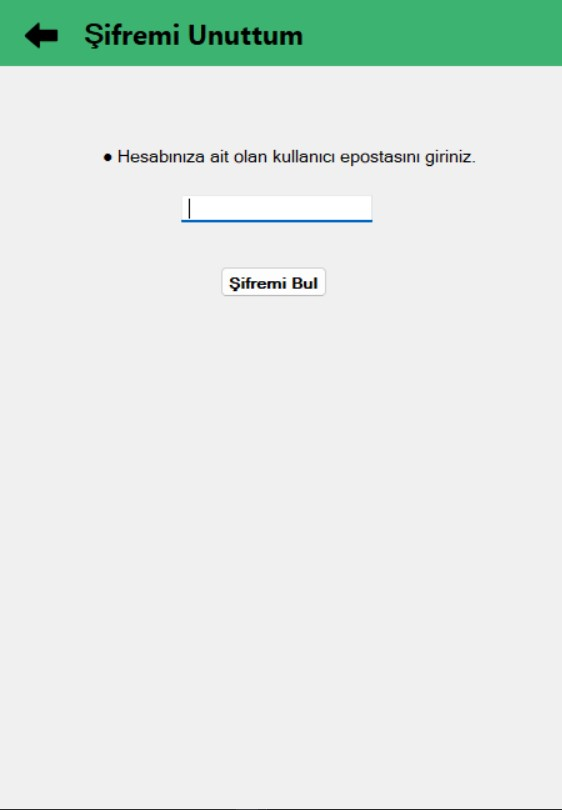 Şifremi Unuttum
● Hesabınıza ait olan kullanıcı epostasını giriniz.
Şifremi Bul